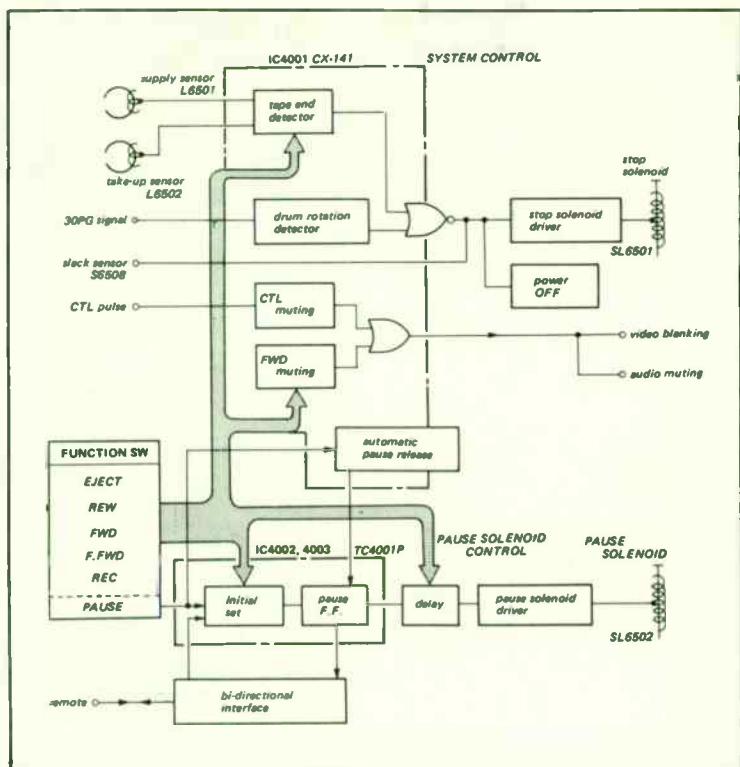 IC4001 CX-141
SYSTEM CONTROL
supply sensor
L6501
tape end
detector
take-up sensor
L6502
stop
solenoid
30PG signal
drum rotation
detector
stop solenoid
driver
SL6501
slack sensor
S6508
power
OFF
CTL pulse
CTL
muting
video blanking
FWD
muting
audio muting
FUNCTION SW
EJECT
REW
FWD
F.FWD
REC
PAUSE
automatic
pause release
IC4002, 4003
TC4001P
PAUSE SOLENOID
CONTROL
PAUSE
SOLENOID
initial
set
pause
F.F.
delay
pause solenoid
driver
SL6502
remote
bi-directional
interface